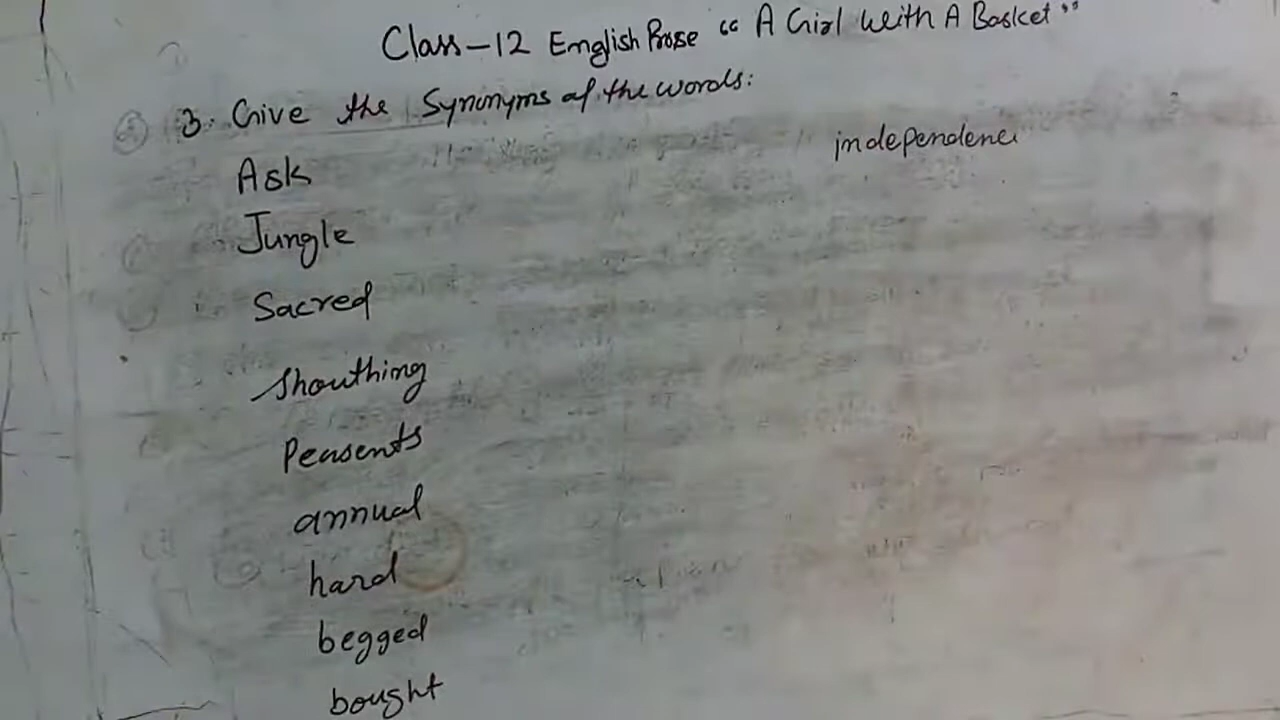 Class-12 English Prose "A Girl With A Basket"
3. Give the Synonyms of the words:
independence
Ask
Jungle
Sacred
Shouthing
Peasents
annual
hard
begged
bought